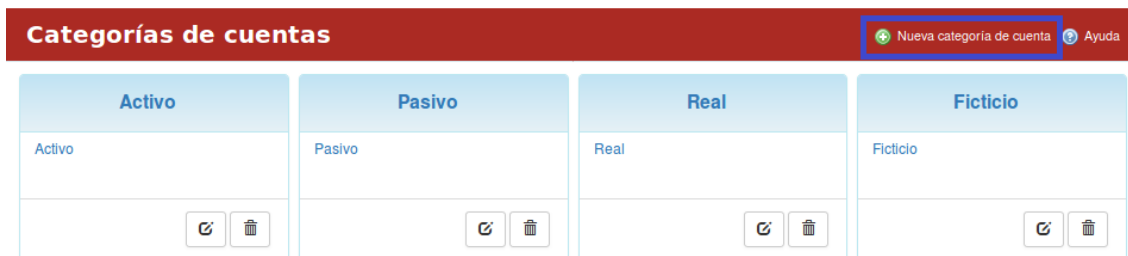 Categorías de cuentas
Nueva categoría de cuenta
Ayuda
Activo
Pasivo
Real
Ficticio
Activo
Pasivo
Real
Ficticio